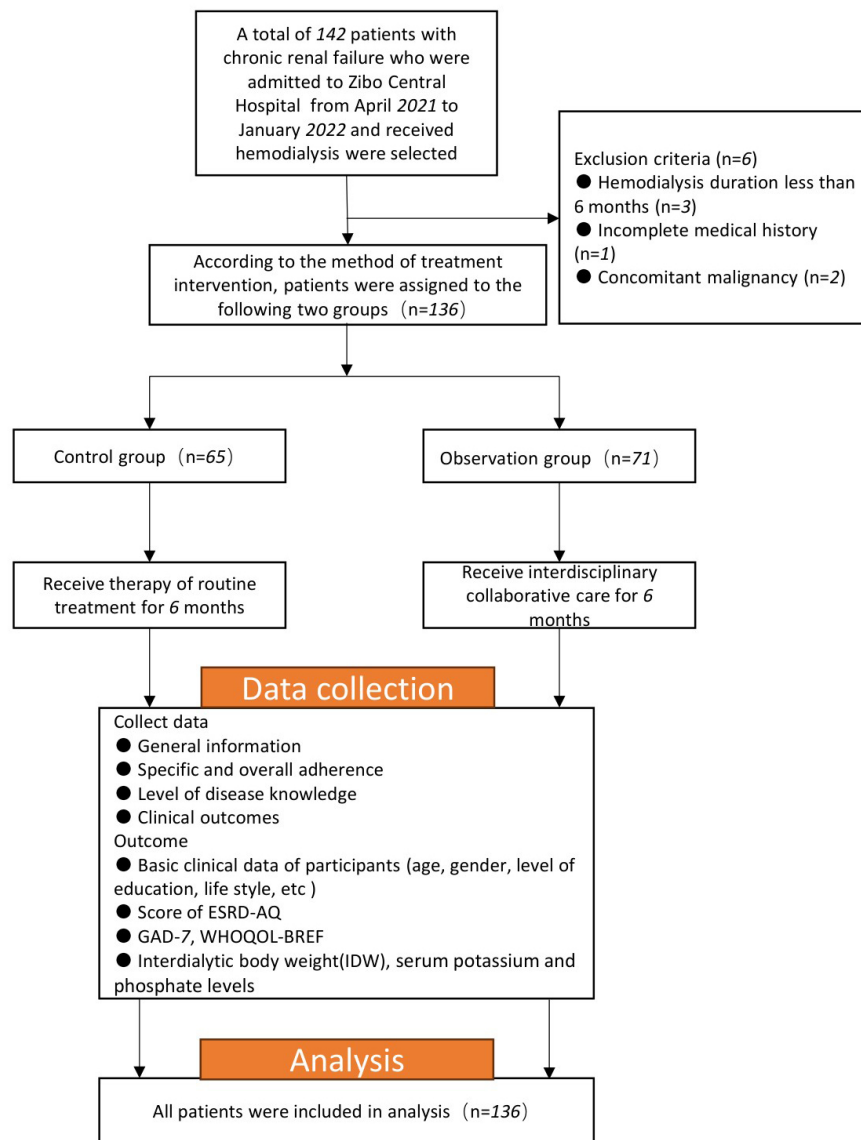 A total of 142 patients with
chronic renal failure who were
admitted to Zibo Central
Hospital from April 2021 to
January 2022 and received
hemodialysis were selected
Exclusion criteria (n=6)
● Hemodialysis duration less than
6 months (n=3)
● Incomplete medical history
(n=1)
● Concomitant malignancy (n=2)
According to the method of treatment
intervention, patients were assigned to the
following two groups（n=136）
Control group（n=65）
Observation group（n=71）
Receive therapy of routine
treatment for 6 months
Receive interdisciplinary
collaborative care for 6
months
Data collection
Collect data
● General information
● Specific and overall adherence
● Level of disease knowledge
● Clinical outcomes
Outcome
● Basic clinical data of participants (age, gender, level of
education, life style, etc )
● Score of ESRD-AQ
● GAD-7, WHOQOL-BREF
● Interdialytic body weight(IDW), serum potassium and
phosphate levels
Analysis
All patients were included in analysis（n=136）